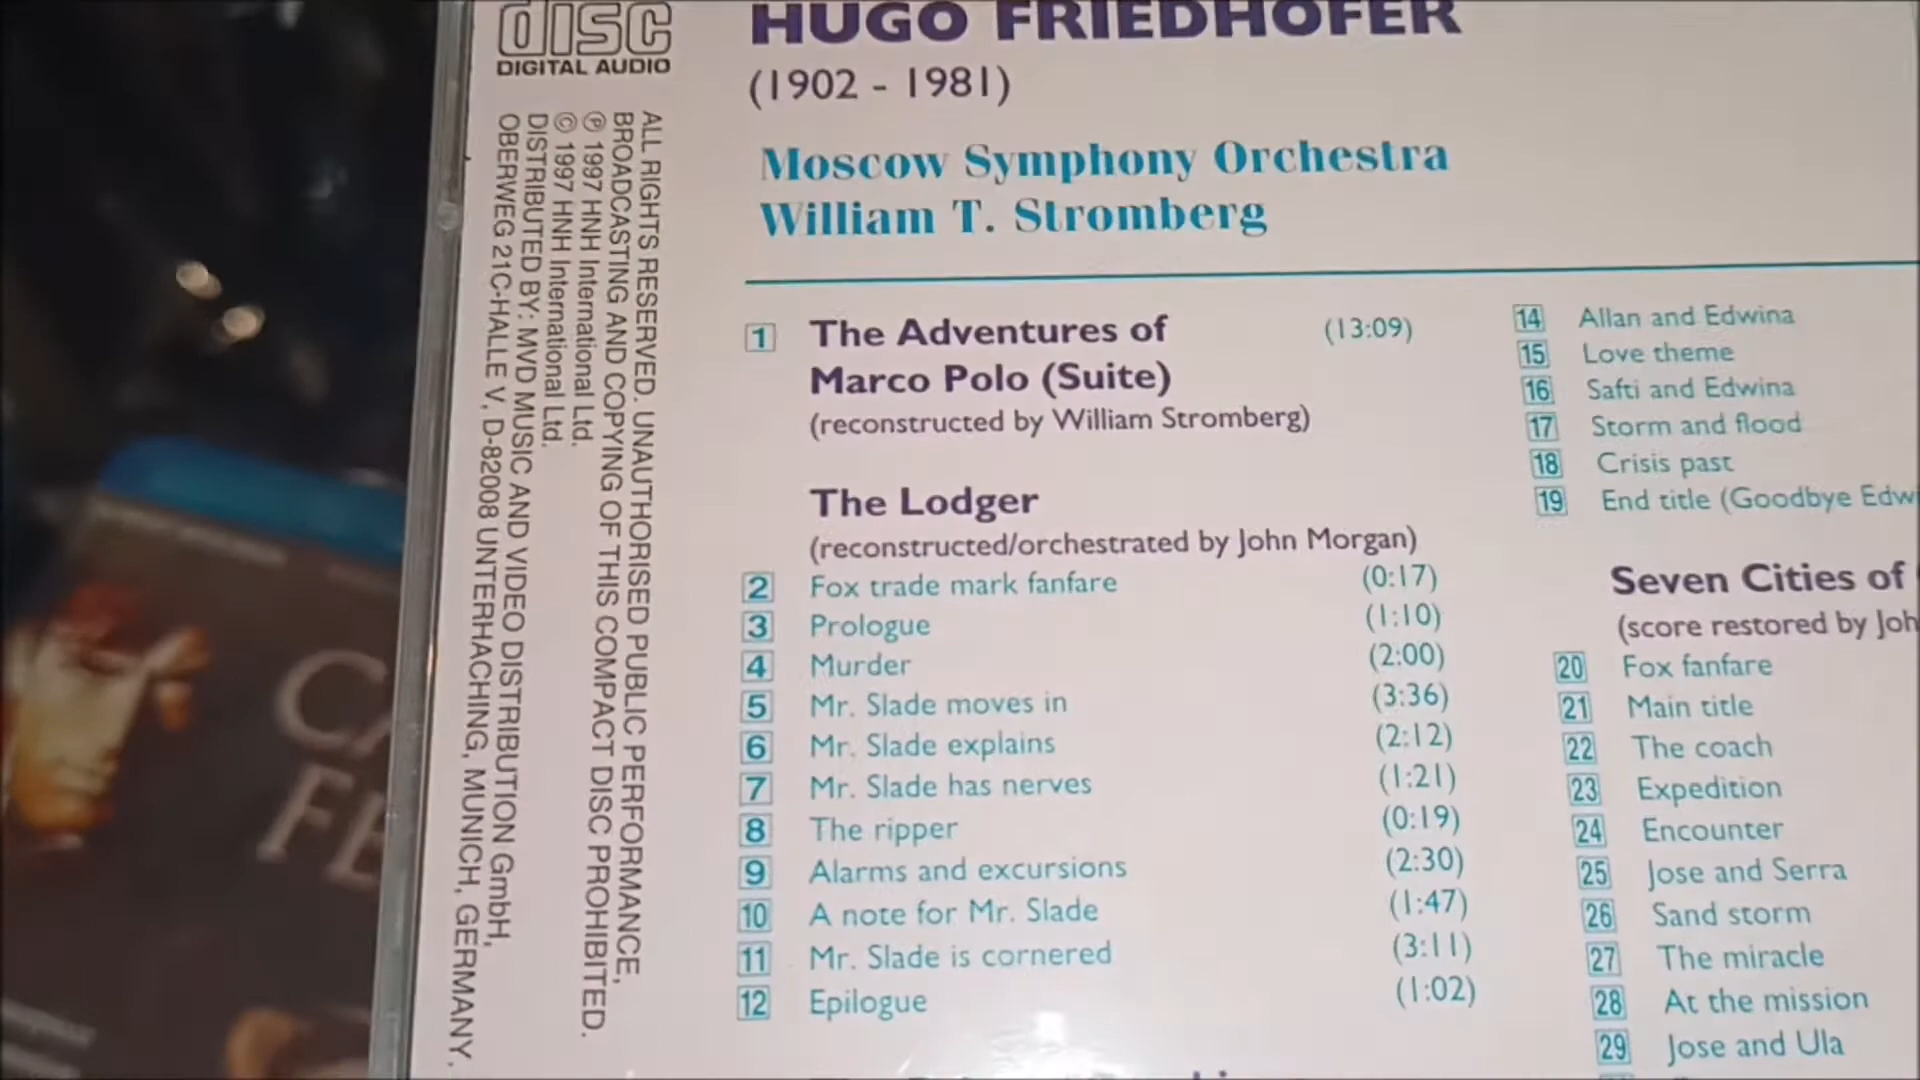 disc
DIGITAL AUDIO
ALL RIGHTS RESERVED. UNAUTHORISED PUBLIC PERFORMANCE,
BROADCASTING AND COPYING OF THIS COMPACT DISC PROHIBITED.
℗ 1997 HNH International Ltd.
© 1997 HNH International Ltd.
DISTRIBUTED BY: MVD MUSIC AND VIDEO DISTRIBUTION GmbH,
OBERWEG 21C-HALLE V, D-82008 UNTERHACHING, MUNICH, GERMANY.
HUGO FRIEDHOFER
(1902 - 1981)
Moscow Symphony Orchestra
William T. Stromberg
1 The Adventures of (13:09)
Marco Polo (Suite)
(reconstructed by William Stromberg)
The Lodger
(reconstructed/orchestrated by John Morgan)
2 Fox trade mark fanfare (0:17)
3 Prologue (1:10)
4 Murder (2:00)
5 Mr. Slade moves in (3:36)
6 Mr. Slade explains (2:12)
7 Mr. Slade has nerves (1:21)
8 The ripper (0:19)
9 Alarms and excursions (2:30)
10 A note for Mr. Slade (1:47)
11 Mr. Slade is cornered (3:11)
12 Epilogue (1:02)
14 Allan and Edwina
15 Love theme
16 Safti and Edwina
17 Storm and flood
18 Crisis past
19 End title (Goodbye Edwi
Seven Cities of
(score restored by Joh
20 Fox fanfare
21 Main title
22 The coach
23 Expedition
24 Encounter
25 Jose and Serra
26 Sand storm
27 The miracle
28 At the mission
29 Jose and Ula
CA
FE